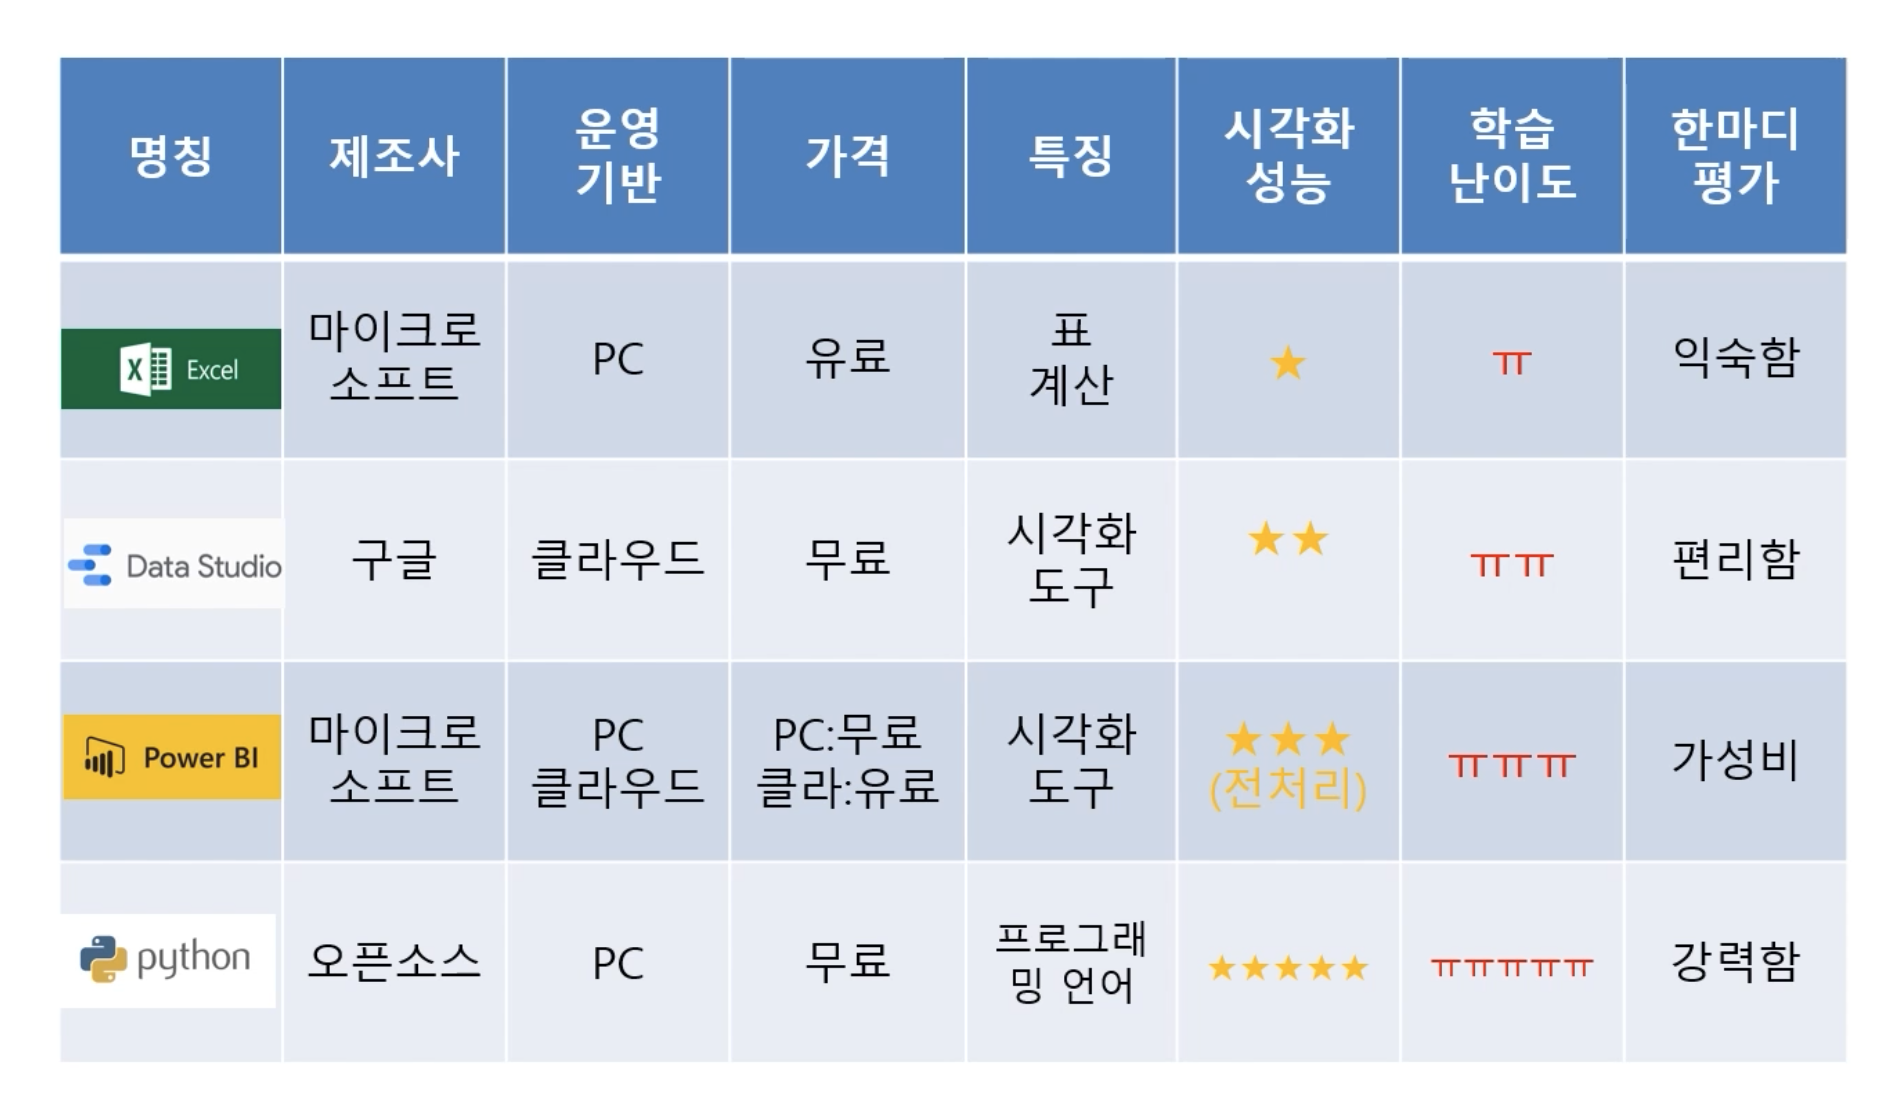 명칭
제조사
운영
기반
가격
특징
시각화
성능
학습
난이도
한마디
평가
X Excel
마이크로
소프트
PC
유료
표
계산
★
ㅠ
익숙함
Data Studio
구글
클라우드
무료
시각화
도구
★★
ㅠㅠ
편리함
Power BI
마이크로
소프트
PC
클라우드
PC:무료
클라:유료
시각화
도구
★★★
(전처리)
ㅠㅠㅠ
가성비
python
오픈소스
PC
무료
프로그래
밍 언어
★★★★★
ㅠㅠㅠㅠㅠ
강력함